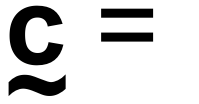 c̰ =